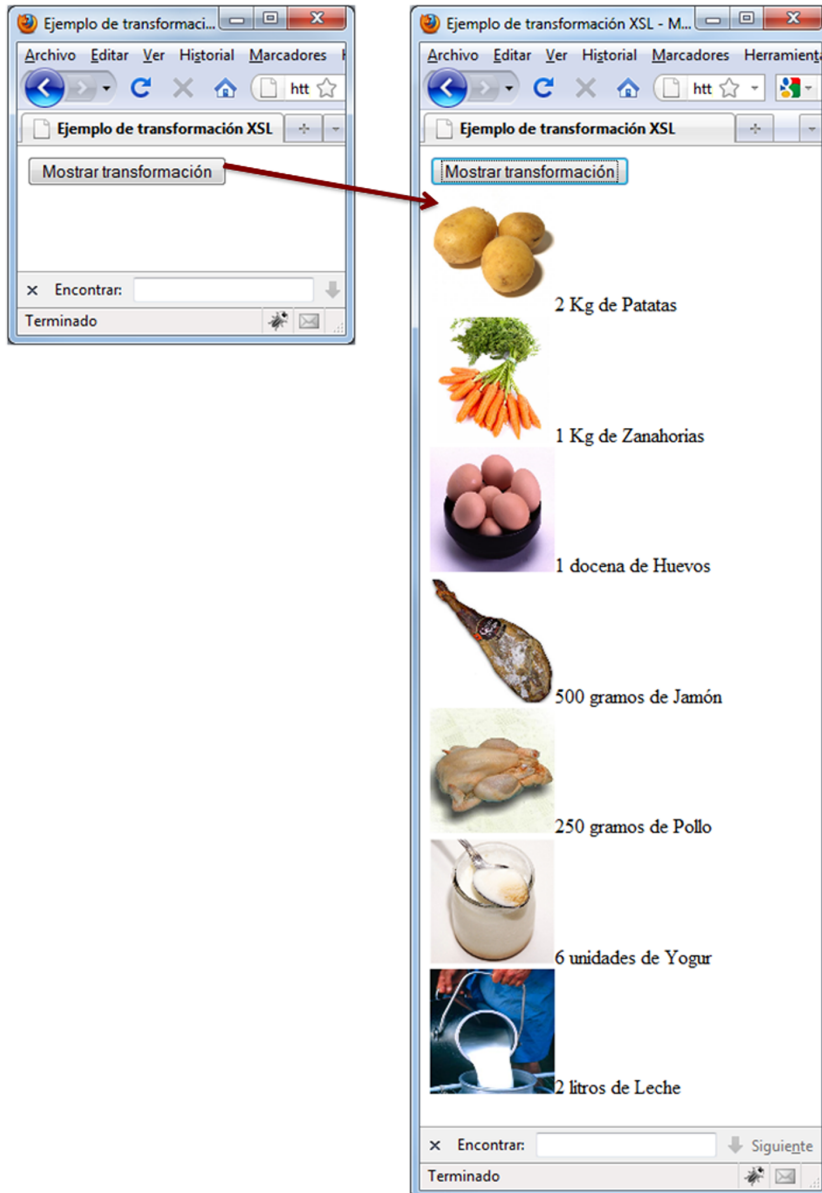 Ejemplo de transformaci...
Archivo Editar Ver Historial Marcadores
htt
Ejemplo de transformación XSL
Mostrar transformación
Encontrar:
Terminado
Ejemplo de transformación XSL - M...
Archivo Editar Ver Historial Marcadores Herramienta
htt
Ejemplo de transformación XSL
Mostrar transformación
2 Kg de Patatas
1 Kg de Zanahorias
1 docena de Huevos
500 gramos de Jamón
250 gramos de Pollo
6 unidades de Yogur
2 litros de Leche
Encontrar: Siguiente
Terminado